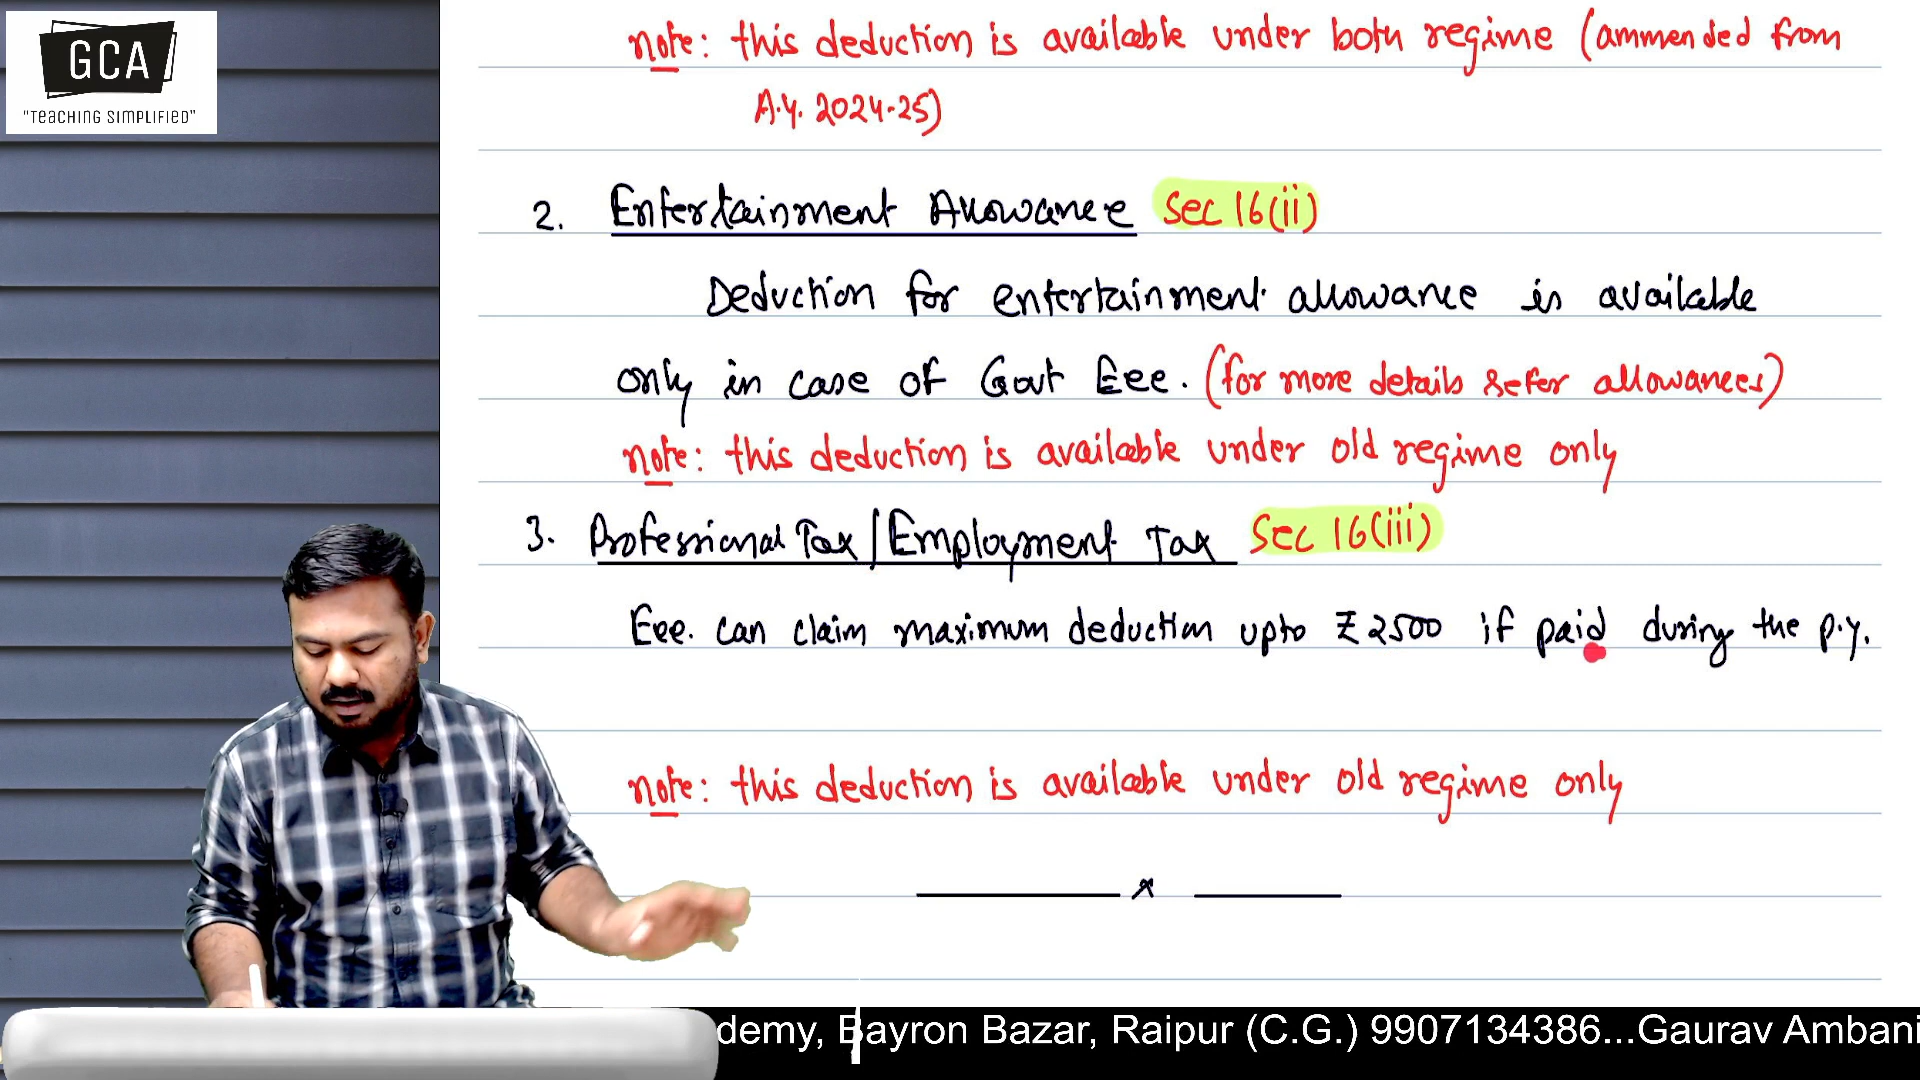 GCA
"TEACHING SIMPLIFIED"
note: this deduction is available under both regime (ammended from
A.Y. 2024-25)
2. Entertainment Allowance Sec 16(ii)
Deduction for entertainment allowance is available
only in case of Govt Eee. (for more details refer allowances)
note: this deduction is available under old regime only
3. Professional Tax/Employment Tax Sec 16(iii)
Eee. can claim maximum deduction upto ₹2500 if paid during the p.y.
note: this deduction is available under old regime only
x
demy, Bayron Bazar, Raipur (C.G.) 9907134386...Gaurav Ambani